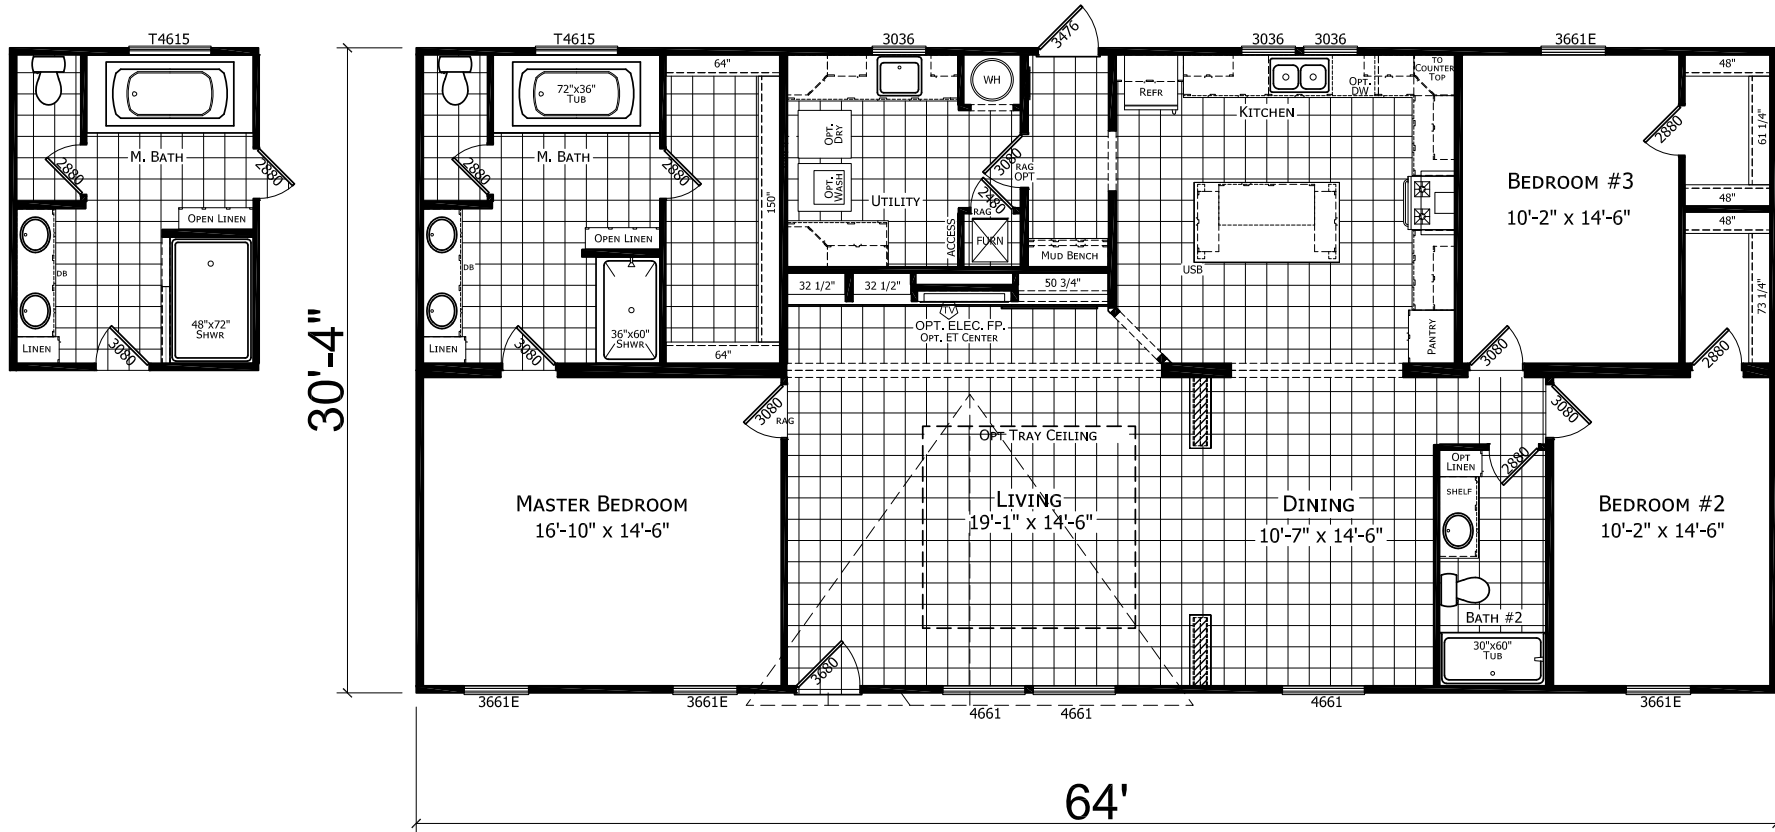 T4615
M. BATH
2880
2880
OPEN LINEN
DB
48"x72"
SHWR
LINEN
3080
30'-4"
T4615
72"x36"
TUB
M. BATH
2880
2880
OPEN LINEN
DB
36"x60"
SHWR
LINEN
3080
64"
150"
64"
3036
WH
OPT.
DRY
OPT.
WASH
UTILITY
3080
RAG
OPT
2480
RAG
ACCESS
FURN
3476
MUD BENCH
32 1/2"
32 1/2"
50 3/4"
TV
OPT. ELEC. FP.
OPT. ET CENTER
3036
3036
REFR
KITCHEN
OPT.
DW
TO
COUNTER
TOP
USB
PANTRY
3661E
BEDROOM #3
10'-2" x 14'-6"
2880
48"
61 1/4"
48"
48"
73 1/4"
3080
2880
MASTER BEDROOM
16'-10" x 14'-6"
3080
RAG
OPT TRAY CEILING
LIVING
19'-1" x 14'-6"
DINING
10'-7" x 14'-6"
3080
2880
OPT
LINEN
SHELF
BATH #2
30"x60"
TUB
BEDROOM #2
10'-2" x 14'-6"
3680
3661E
3661E
4661
4661
4661
3661E
64'